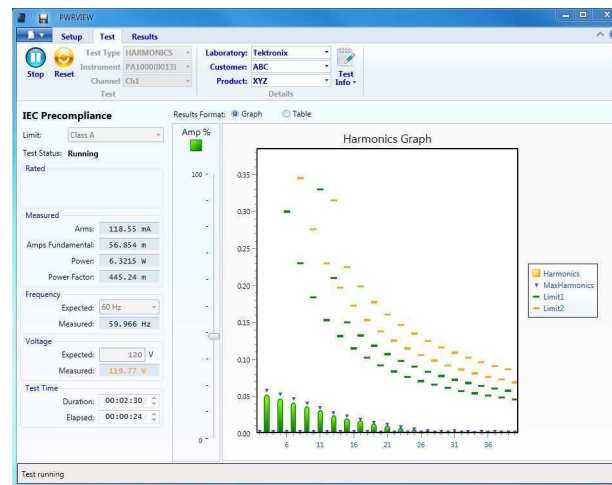 PWRVIEW
Setup Test Results
Stop
Reset
Test Type HARMONICS
Instrument PA1000(0013)
Channel Ch1
Test
Laboratory: Tektronix
Customer: ABC
Product: XYZ
Test Info
Details
IEC Precompliance
Limit: Class A
Test Status: Running
Rated
Measured
Arms: 118.55 mA
Amps Fundamental: 56.854 m
Power: 6.3215 W
Power Factor: 445.24 m
Frequency
Expected: 60 Hz
Measured: 59.966 Hz
Voltage
Expected: 120 V
Measured: 119.77 V
Test Time
Duration: 00:02:30
Elapsed: 00:00:24
Results Format: Graph Table
Amp %
100
0
Harmonics Graph
0.35
0.30
0.25
0.20
0.15
0.10
0.05
0.00
6 11 16 21 26 31 36
Harmonics
MaxHarmonics
Limit1
Limit2
Test running